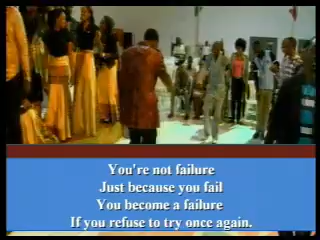 You're not failure
Just because you fail
You become a failure
If you refuse to try once again.